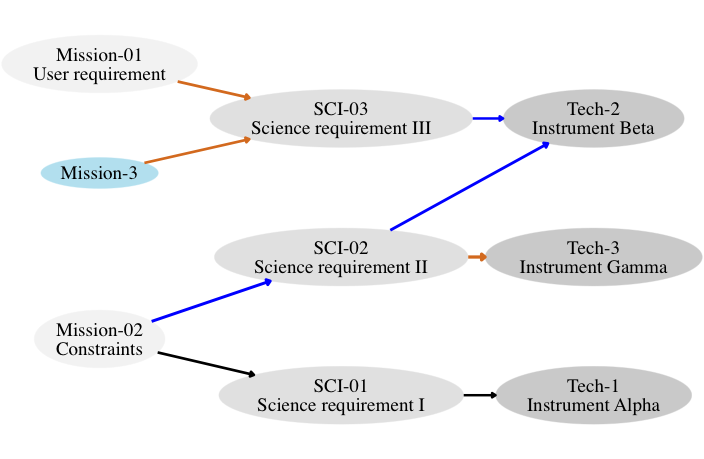 Mission-01
User requirement
SCI-03
Science requirement III
Tech-2
Instrument Beta
Mission-3
SCI-02
Science requirement II
Tech-3
Instrument Gamma
Mission-02
Constraints
SCI-01
Science requirement I
Tech-1
Instrument Alpha